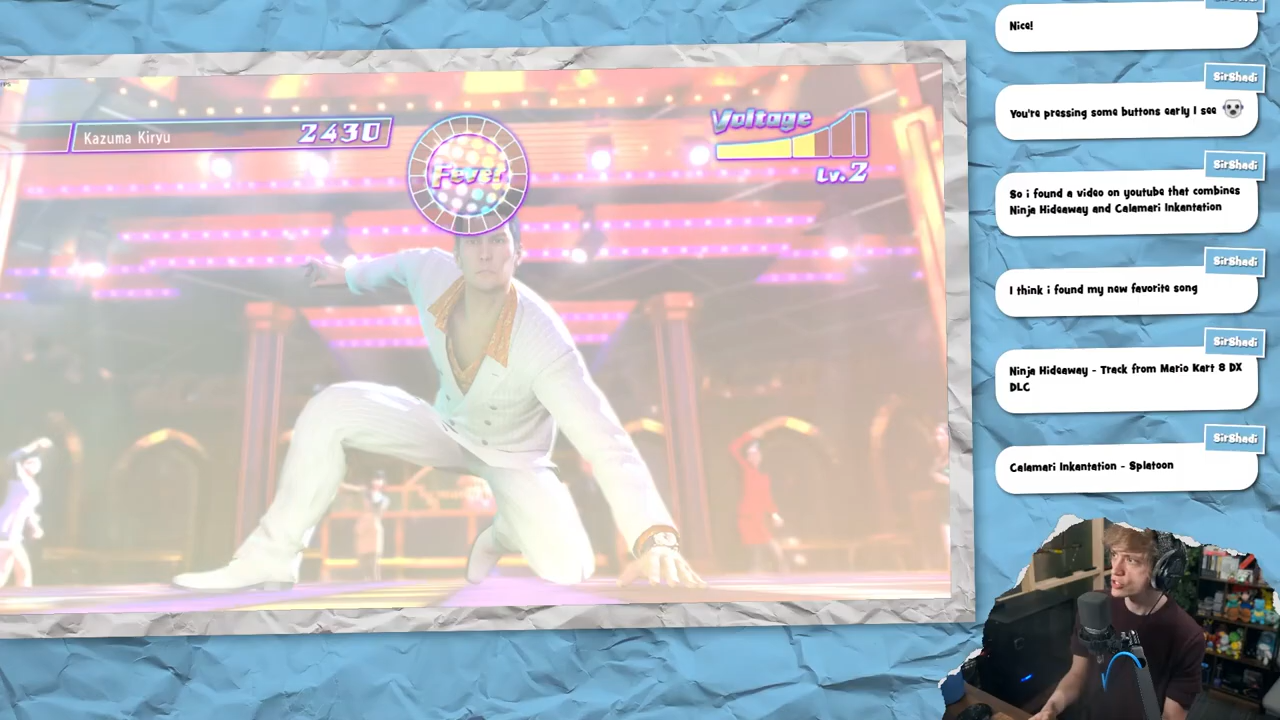 Kazuma Kiryu 2430
Fever
Voltage
Lv.2
Nice!
SirShadi
You're pressing some buttons early I see
SirShadi
So i found a video on youtube that combines
Ninja Hideaway and Calamari Inkantation
SirShadi
I think i found my new favorite song
SirShadi
Ninja Hideaway - Track from Mario Kart 8 DX
DLC
SirShadi
Calamari Inkantation - Splatoon